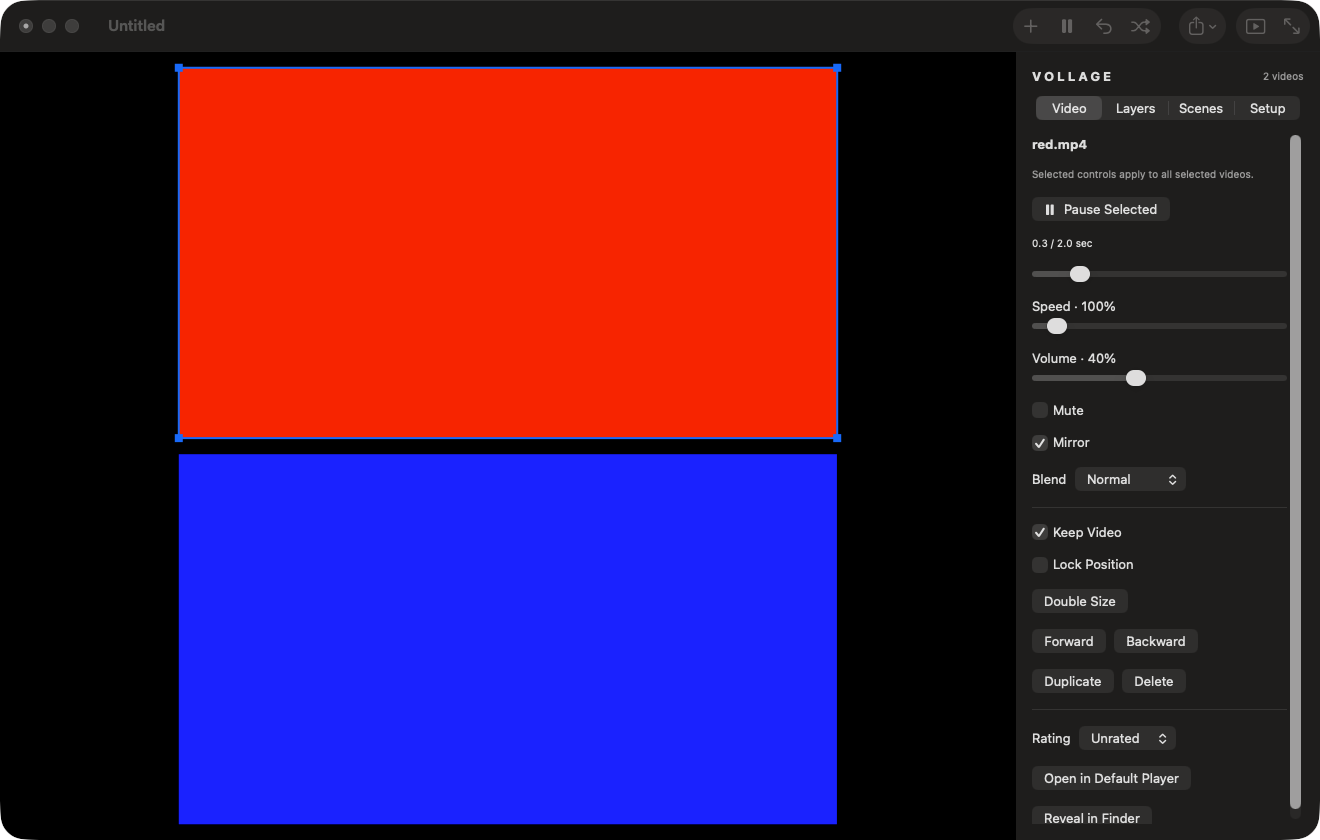 Untitled
VOLLAGE
2 videos
Video Layers Scenes Setup
red.mp4
Selected controls apply to all selected videos.
Pause Selected
0.3 / 2.0 sec
Speed · 100%
Volume · 40%
Mute
Mirror
Blend Normal
Keep Video
Lock Position
Double Size
Forward Backward
Duplicate Delete
Rating Unrated
Open in Default Player
Reveal in Finder